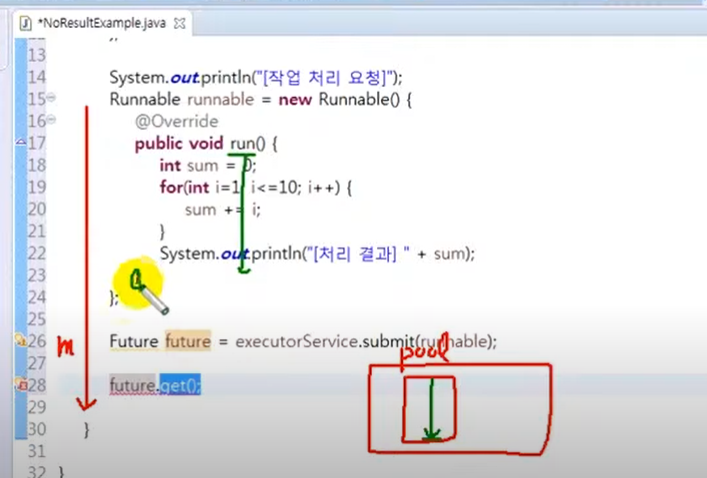 *NoResultExample.java
};
13
14 System.out.println("[작업 처리 요청]");
15 Runnable runnable = new Runnable() {
16 @Override
17 public void run() {
18 int sum = 0;
19 for(int i=1; i<=10; i++) {
20 sum += i;
21 }
22 System.out.println("[처리 결과] " + sum);
23
24 };
25
26 Future future = executorService.submit(runnable);
m
pool
27
28 future.get();
29
30 }
31
32 }